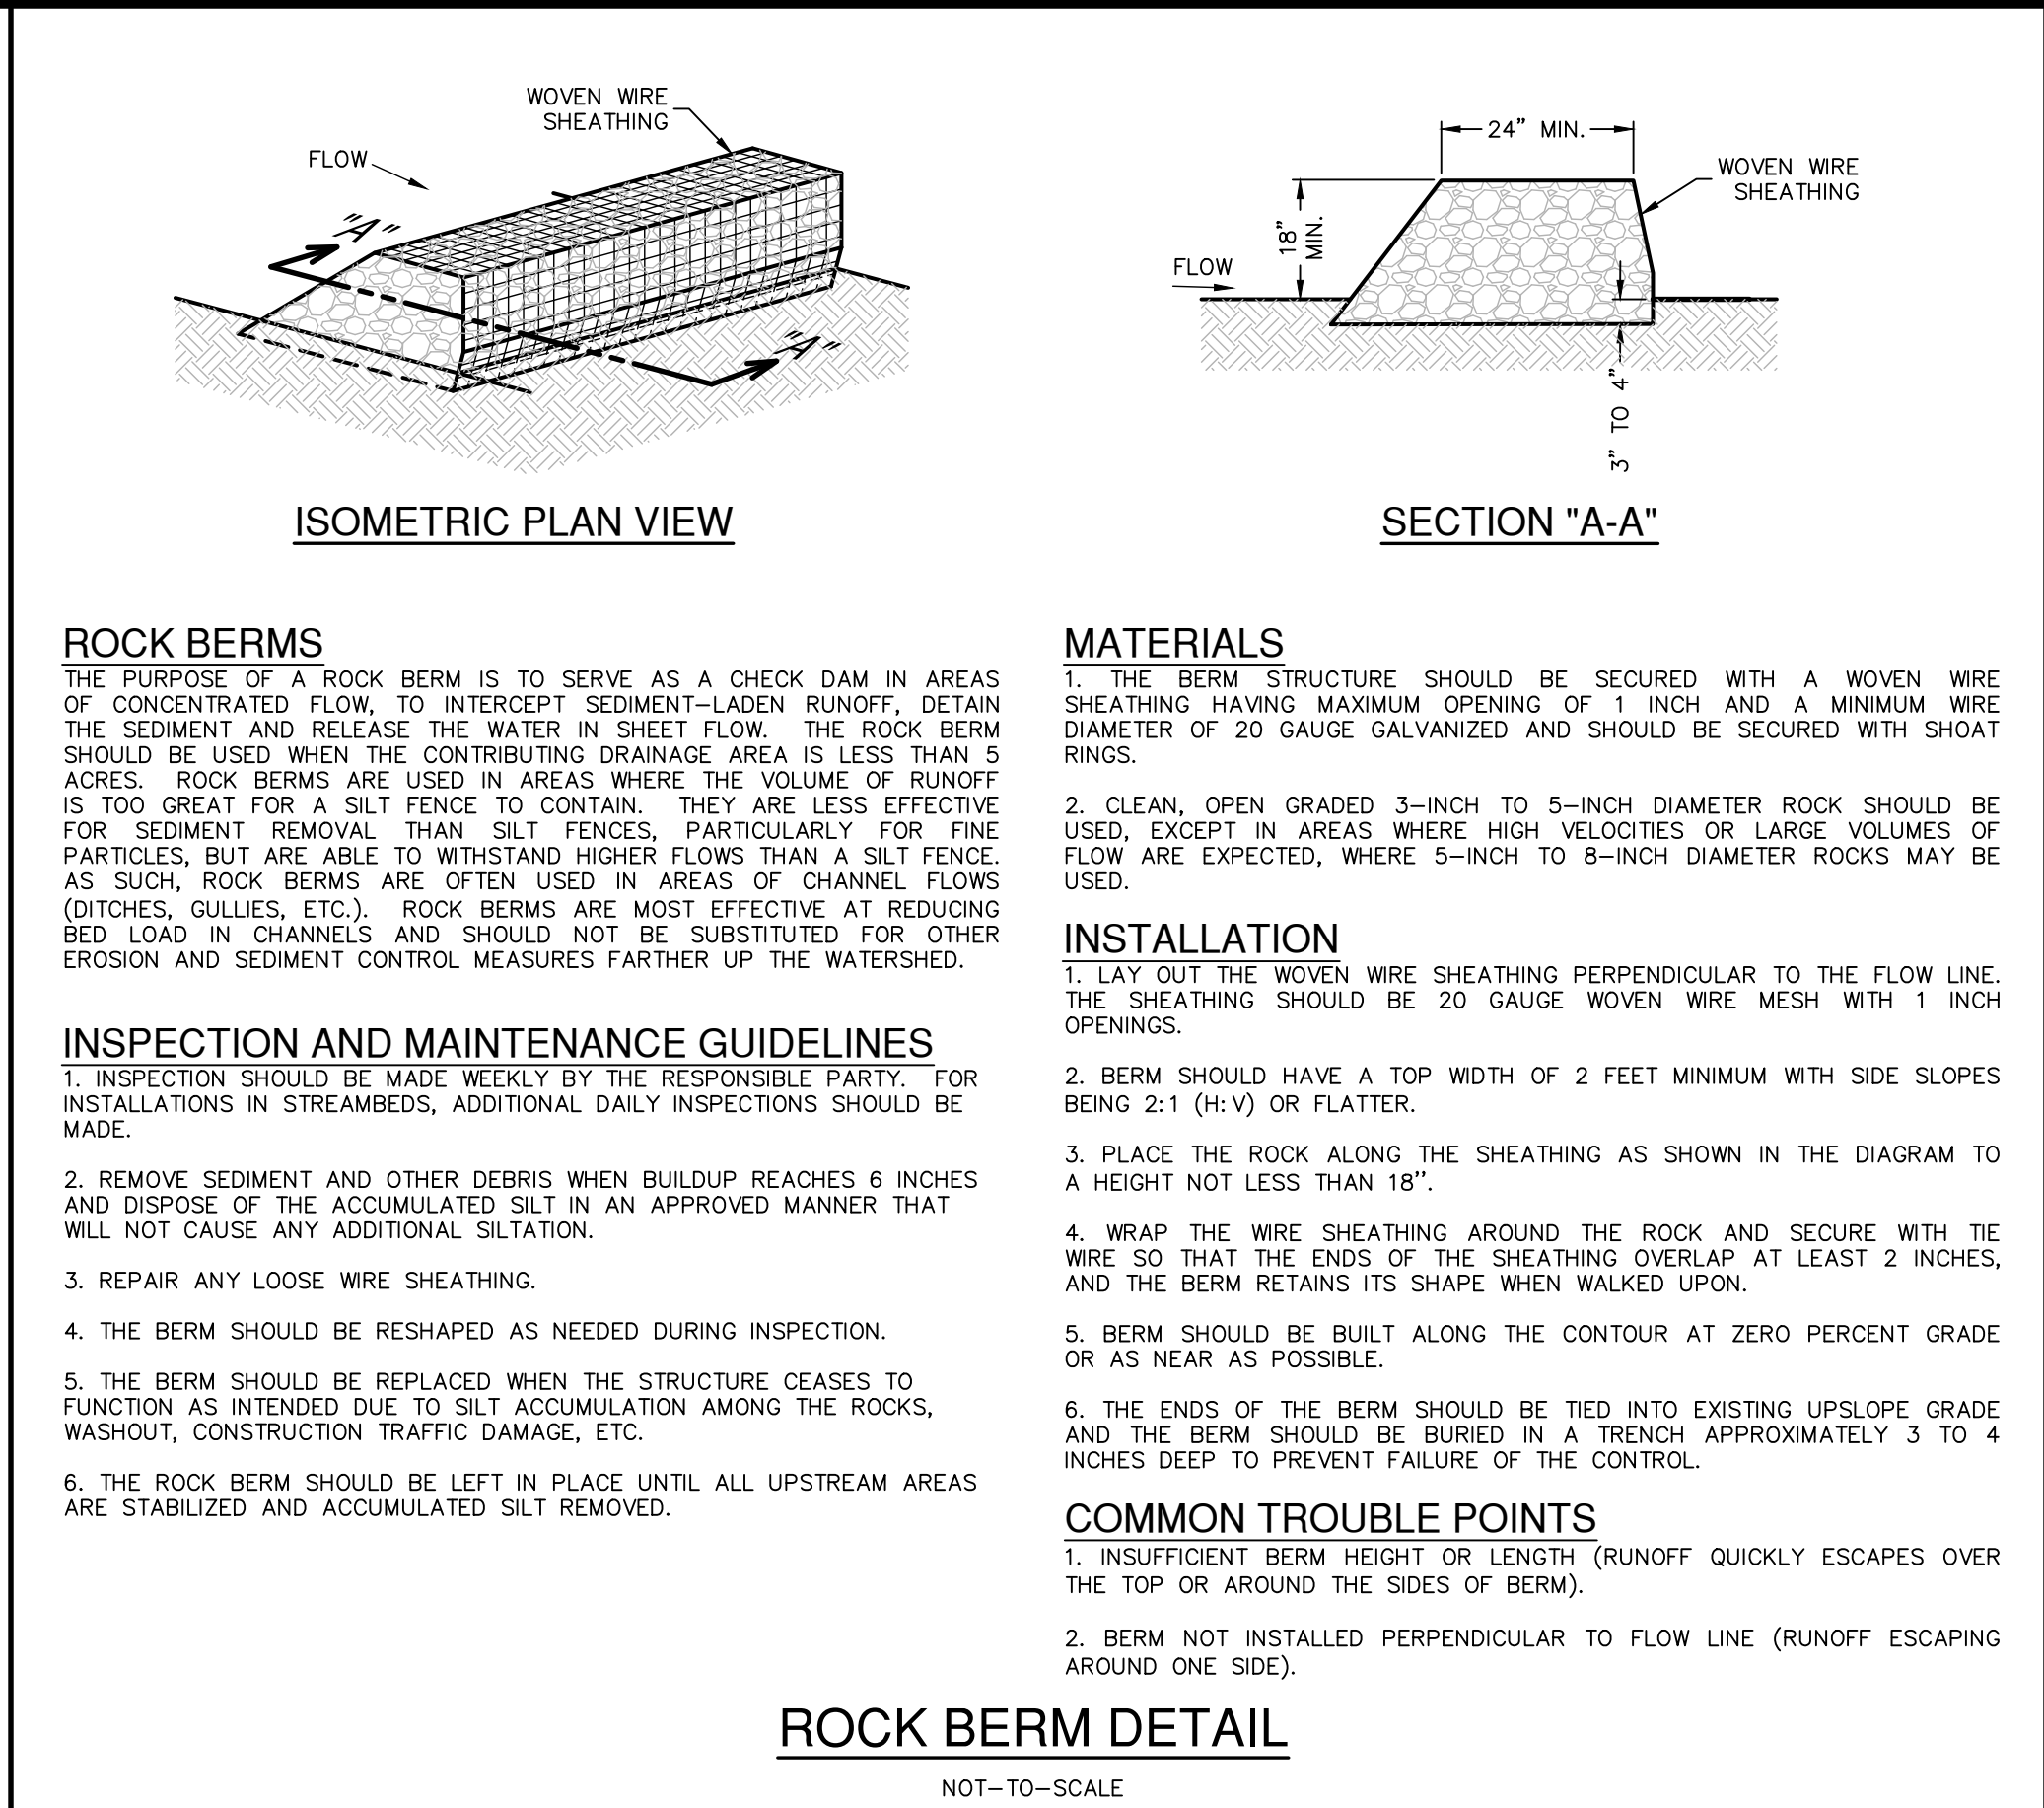 WOVEN WIRE
SHEATHING
FLOW
"A"
"A"
ISOMETRIC PLAN VIEW
24" MIN.
WOVEN WIRE
SHEATHING
18"
MIN.
FLOW
3" TO 4"
SECTION "A-A"
ROCK BERMS
THE PURPOSE OF A ROCK BERM IS TO SERVE AS A CHECK DAM IN AREAS
OF CONCENTRATED FLOW, TO INTERCEPT SEDIMENT-LADEN RUNOFF, DETAIN
THE SEDIMENT AND RELEASE THE WATER IN SHEET FLOW. THE ROCK BERM
SHOULD BE USED WHEN THE CONTRIBUTING DRAINAGE AREA IS LESS THAN 5
ACRES. ROCK BERMS ARE USED IN AREAS WHERE THE VOLUME OF RUNOFF
IS TOO GREAT FOR A SILT FENCE TO CONTAIN. THEY ARE LESS EFFECTIVE
FOR SEDIMENT REMOVAL THAN SILT FENCES, PARTICULARLY FOR FINE
PARTICLES, BUT ARE ABLE TO WITHSTAND HIGHER FLOWS THAN A SILT FENCE.
AS SUCH, ROCK BERMS ARE OFTEN USED IN AREAS OF CHANNEL FLOWS
(DITCHES, GULLIES, ETC.). ROCK BERMS ARE MOST EFFECTIVE AT REDUCING
BED LOAD IN CHANNELS AND SHOULD NOT BE SUBSTITUTED FOR OTHER
EROSION AND SEDIMENT CONTROL MEASURES FARTHER UP THE WATERSHED.
INSPECTION AND MAINTENANCE GUIDELINES
1. INSPECTION SHOULD BE MADE WEEKLY BY THE RESPONSIBLE PARTY. FOR
INSTALLATIONS IN STREAMBEDS, ADDITIONAL DAILY INSPECTIONS SHOULD BE
MADE.
2. REMOVE SEDIMENT AND OTHER DEBRIS WHEN BUILDUP REACHES 6 INCHES
AND DISPOSE OF THE ACCUMULATED SILT IN AN APPROVED MANNER THAT
WILL NOT CAUSE ANY ADDITIONAL SILTATION.
3. REPAIR ANY LOOSE WIRE SHEATHING.
4. THE BERM SHOULD BE RESHAPED AS NEEDED DURING INSPECTION.
5. THE BERM SHOULD BE REPLACED WHEN THE STRUCTURE CEASES TO
FUNCTION AS INTENDED DUE TO SILT ACCUMULATION AMONG THE ROCKS,
WASHOUT, CONSTRUCTION TRAFFIC DAMAGE, ETC.
6. THE ROCK BERM SHOULD BE LEFT IN PLACE UNTIL ALL UPSTREAM AREAS
ARE STABILIZED AND ACCUMULATED SILT REMOVED.
MATERIALS
1. THE BERM STRUCTURE SHOULD BE SECURED WITH A WOVEN WIRE
SHEATHING HAVING MAXIMUM OPENING OF 1 INCH AND A MINIMUM WIRE
DIAMETER OF 20 GAUGE GALVANIZED AND SHOULD BE SECURED WITH SHOAT
RINGS.
2. CLEAN, OPEN GRADED 3-INCH TO 5-INCH DIAMETER ROCK SHOULD BE
USED, EXCEPT IN AREAS WHERE HIGH VELOCITIES OR LARGE VOLUMES OF
FLOW ARE EXPECTED, WHERE 5-INCH TO 8-INCH DIAMETER ROCKS MAY BE
USED.
INSTALLATION
1. LAY OUT THE WOVEN WIRE SHEATHING PERPENDICULAR TO THE FLOW LINE.
THE SHEATHING SHOULD BE 20 GAUGE WOVEN WIRE MESH WITH 1 INCH
OPENINGS.
2. BERM SHOULD HAVE A TOP WIDTH OF 2 FEET MINIMUM WITH SIDE SLOPES
BEING 2:1 (H:V) OR FLATTER.
3. PLACE THE ROCK ALONG THE SHEATHING AS SHOWN IN THE DIAGRAM TO
A HEIGHT NOT LESS THAN 18".
4. WRAP THE WIRE SHEATHING AROUND THE ROCK AND SECURE WITH TIE
WIRE SO THAT THE ENDS OF THE SHEATHING OVERLAP AT LEAST 2 INCHES,
AND THE BERM RETAINS ITS SHAPE WHEN WALKED UPON.
5. BERM SHOULD BE BUILT ALONG THE CONTOUR AT ZERO PERCENT GRADE
OR AS NEAR AS POSSIBLE.
6. THE ENDS OF THE BERM SHOULD BE TIED INTO EXISTING UPSLOPE GRADE
AND THE BERM SHOULD BE BURIED IN A TRENCH APPROXIMATELY 3 TO 4
INCHES DEEP TO PREVENT FAILURE OF THE CONTROL.
COMMON TROUBLE POINTS
1. INSUFFICIENT BERM HEIGHT OR LENGTH (RUNOFF QUICKLY ESCAPES OVER
THE TOP OR AROUND THE SIDES OF BERM).
2. BERM NOT INSTALLED PERPENDICULAR TO FLOW LINE (RUNOFF ESCAPING
AROUND ONE SIDE).
ROCK BERM DETAIL
NOT-TO-SCALE